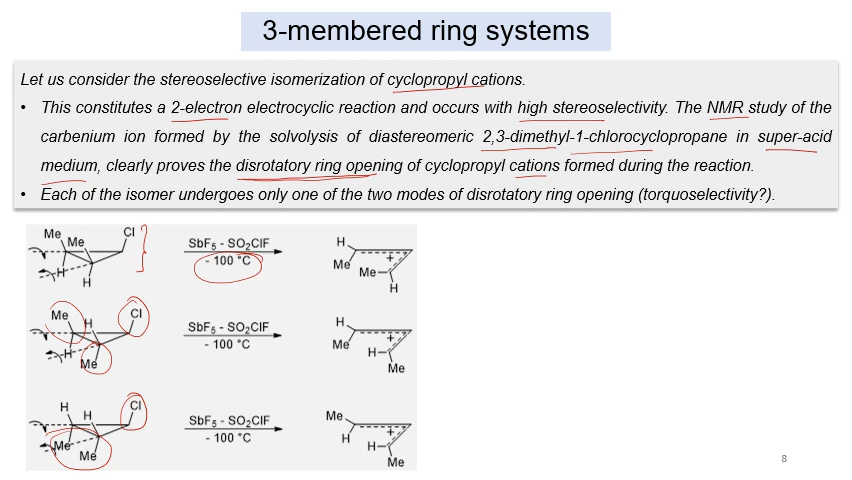 3-membered ring systems
Let us consider the stereoselective isomerization of cyclopropyl cations.
• This constitutes a 2-electron electrocyclic reaction and occurs with high stereoselectivity. The NMR study of the
carbenium ion formed by the solvolysis of diastereomeric 2,3-dimethyl-1-chlorocyclopropane in super-acid
medium, clearly proves the disrotatory ring opening of cyclopropyl cations formed during the reaction.
• Each of the isomer undergoes only one of the two modes of disrotatory ring opening (torquoselectivity?).
Me Me Cl
H
H
SbF₅ - SO₂ClF
- 100 °C
H
Me
Me
+
H
Me H Cl
H
Me
SbF₅ - SO₂ClF
- 100 °C
H
Me
H
+
Me
H H Cl
Me
Me
SbF₅ - SO₂ClF
- 100 °C
Me
H
H
+
Me
8